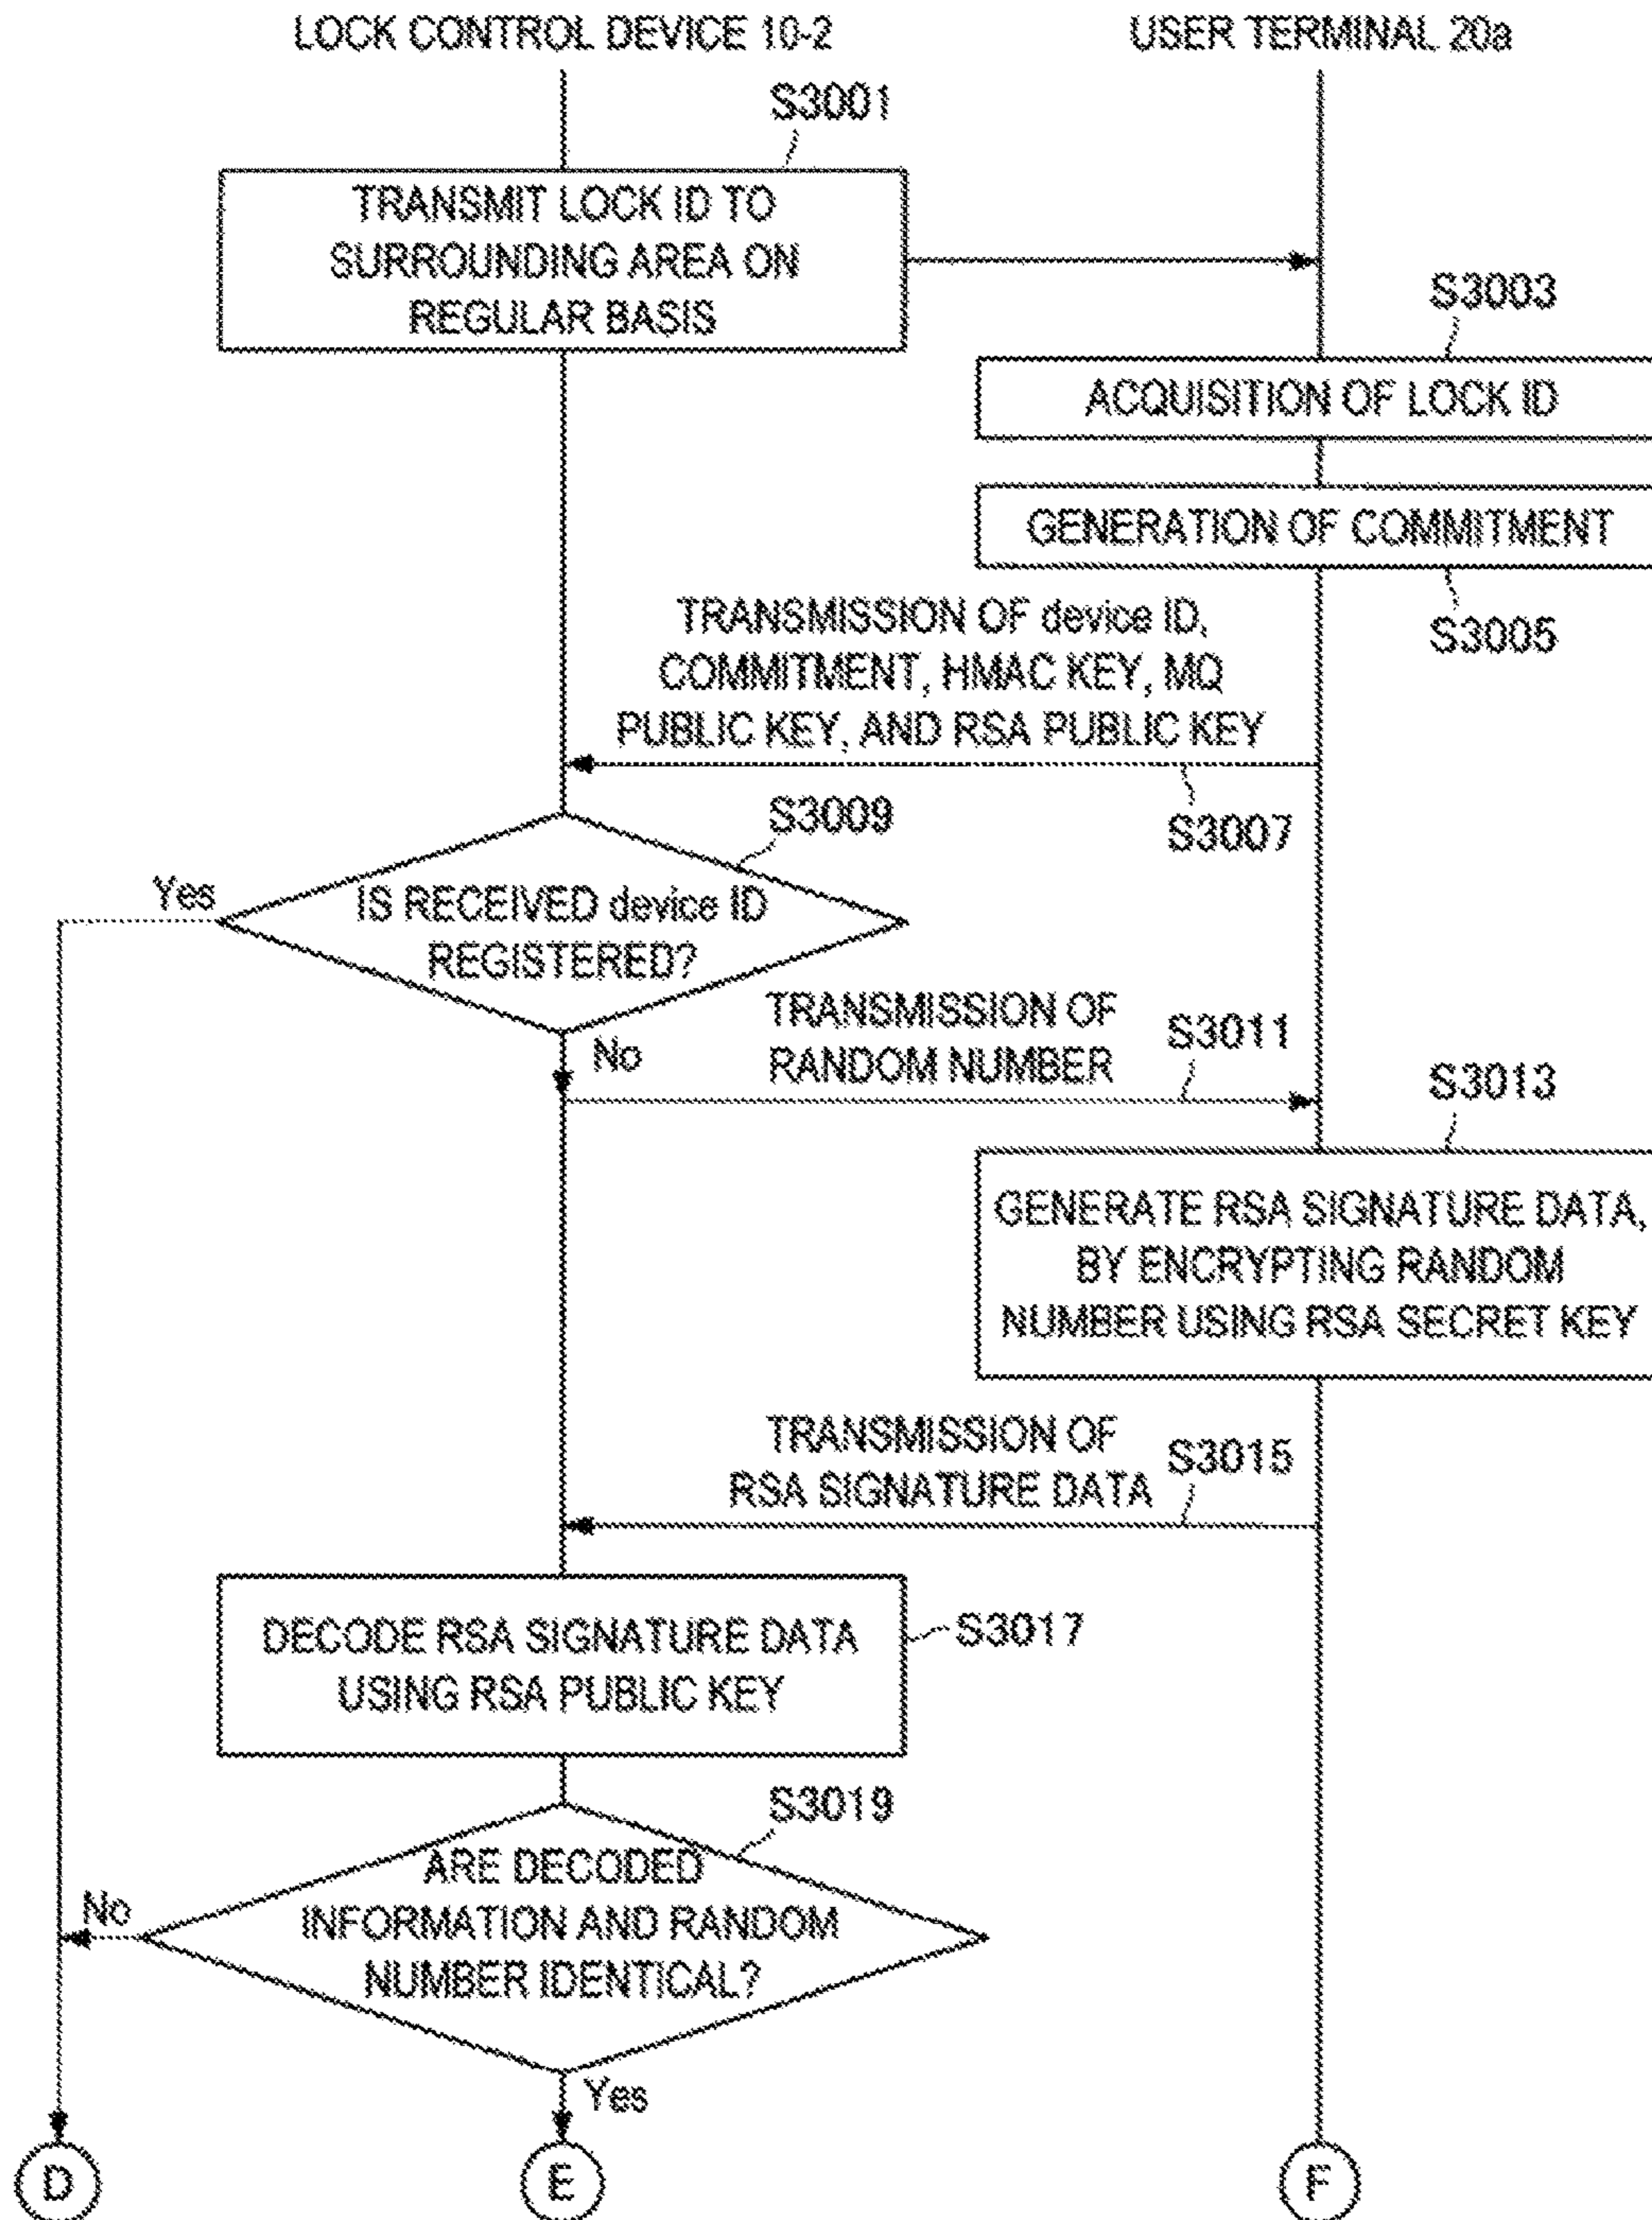 LOCK CONTROL DEVICE 10-2
USER TERMINAL 20a
S3001
TRANSMIT LOCK ID TO
SURROUNDING AREA ON
REGULAR BASIS
S3003
ACQUISITION OF LOCK ID
GENERATION OF COMMITMENT
S3005
TRANSMISSION OF device ID,
COMMITMENT, HMAC KEY, MQ
PUBLIC KEY, AND RSA PUBLIC KEY
S3007
S3009
Yes
IS RECEIVED device ID
REGISTERED?
No
TRANSMISSION OF
RANDOM NUMBER
S3011
S3013
GENERATE RSA SIGNATURE DATA,
BY ENCRYPTING RANDOM
NUMBER USING RSA SECRET KEY
TRANSMISSION OF
RSA SIGNATURE DATA
S3015
DECODE RSA SIGNATURE DATA
USING RSA PUBLIC KEY
S3017
S3019
ARE DECODED
INFORMATION AND RANDOM
NUMBER IDENTICAL?
No
Yes
D
E
F